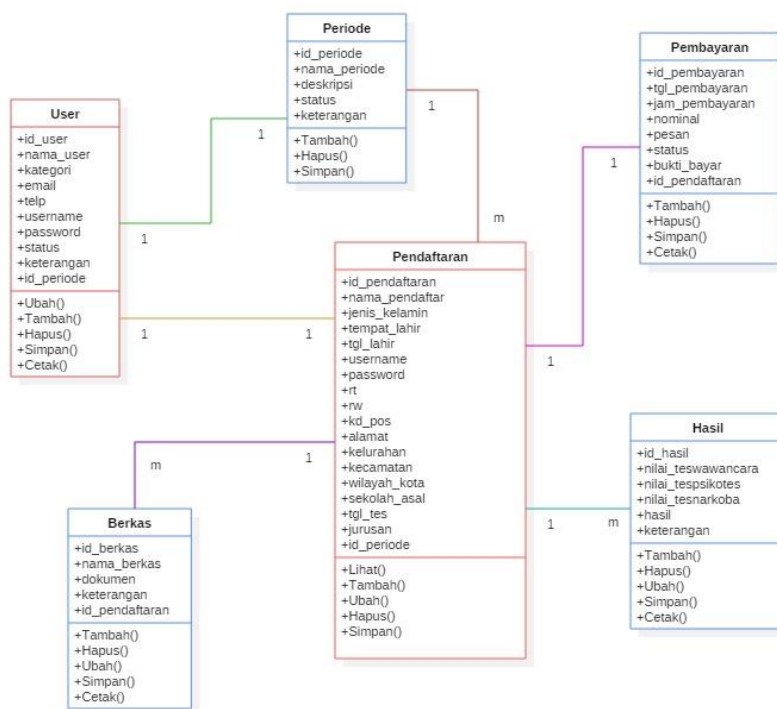 User
+id_user
+nama_user
+kategori
+email
+telp
+username
+password
+status
+keterangan
+id_periode
+Ubah()
+Tambah()
+Hapus()
+Simpan()
+Cetak()
Periode
+id_periode
+nama_periode
+deskripsi
+status
+keterangan
+Tambah()
+Hapus()
+Simpan()
Pembayaran
+id_pembayaran
+tgl_pembayaran
+jam_pembayaran
+nominal
+pesan
+status
+bukti_bayar
+id_pendaftaran
+Tambah()
+Hapus()
+Simpan()
+Cetak()
1
1
1
m
1
1
1
1
Pendaftaran
+id_pendaftaran
+nama_pendaftar
+jenis_kelamin
+tempat_lahir
+tgl_lahir
+username
+password
+rt
+rw
+kd_pos
+alamat
+kelurahan
+kecamatan
+wilayah_kota
+sekolah_asal
+tgl_tes
+jurusan
+id_periode
+Lihat()
+Tambah()
+Ubah()
+Hapus()
+Simpan()
m
1
1
m
Berkas
+id_berkas
+nama_berkas
+dokumen
+keterangan
+id_pendaftaran
+Tambah()
+Hapus()
+Ubah()
+Simpan()
+Cetak()
Hasil
+id_hasil
+nilai_teswawancara
+nilai_tespsikotes
+nilai_tesnarkoba
+hasil
+keterangan
+Tambah()
+Hapus()
+Ubah()
+Simpan()
+Cetak()